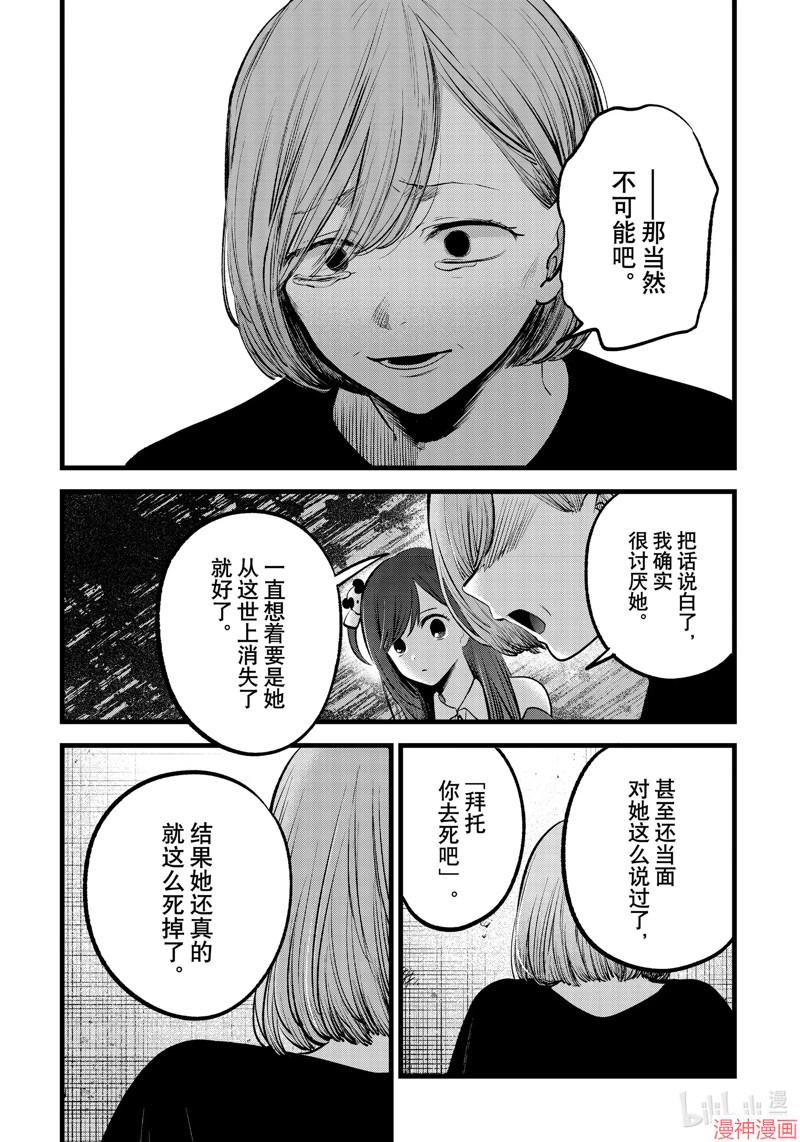 ——那当然
不可能吧。
把话说白了，
我确实
很讨厌她。
一直想着要是她
从这世上消失了
就好了。
甚至还当面
对她这么说过了，
「拜托
你去死吧」。
结果她还真的
就这么死掉了。
bilibili 漫
漫神漫画